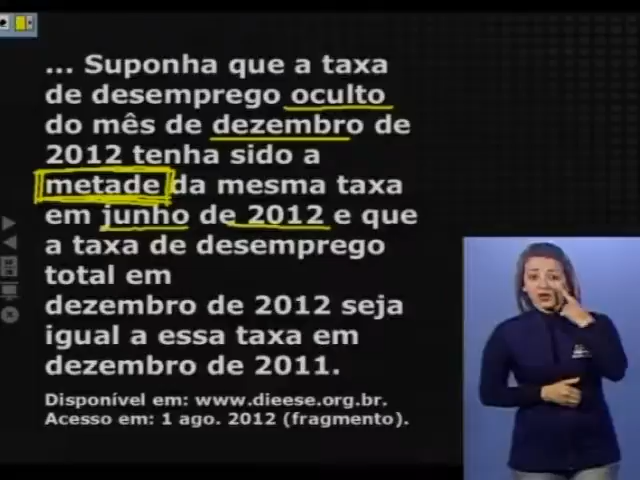 ... Suponha que a taxa
de desemprego oculto
do mês de dezembro de
2012 tenha sido a
metade da mesma taxa
em junho de 2012 e que
a taxa de desemprego
total em
dezembro de 2012 seja
igual a essa taxa em
dezembro de 2011.
Disponível em: www.dieese.org.br.
Acesso em: 1 ago. 2012 (fragmento).